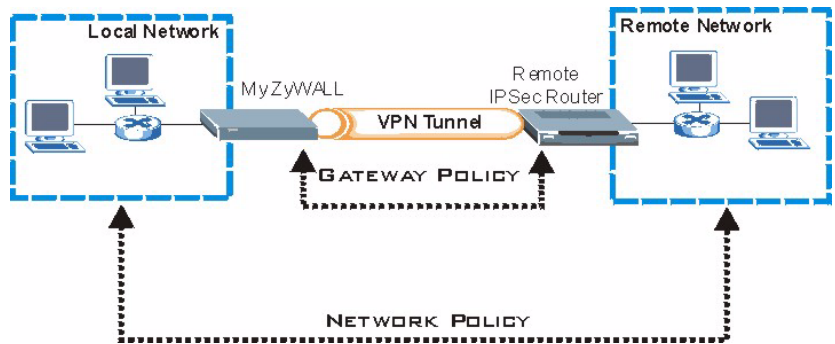 Local Network
Remote Network
MyZyWALL
Remote
IPSec Router
VPN Tunnel
GATEWAY POLICY
NETWORK POLICY